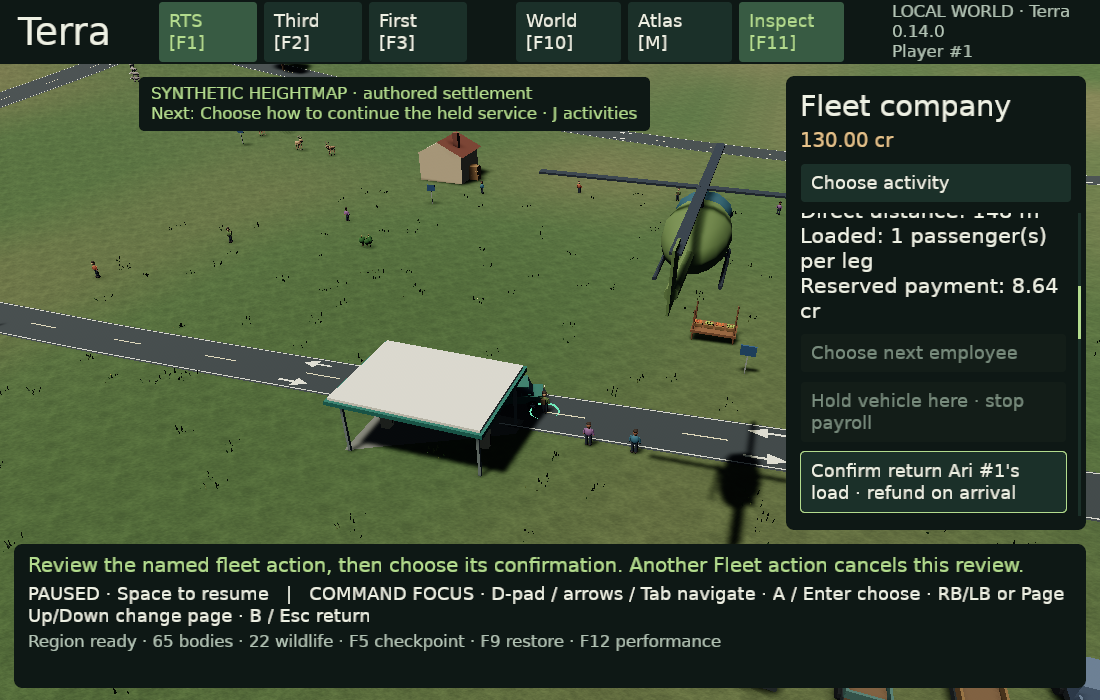 Terra
RTS
[F1]
Third
[F2]
First
[F3]
World
[F10]
Atlas
[M]
Inspect
[F11]
LOCAL WORLD · Terra
0.14.0
Player #1
SYNTHETIC HEIGHTMAP · authored settlement
Next: Choose how to continue the held service · J activities
Fleet company
130.00 cr
Choose activity
Direct distance: 146 m
Loaded: 1 passenger(s)
per leg
Reserved payment: 8.64
cr
Choose next employee
Hold vehicle here · stop
payroll
Confirm return Ari #1's
load · refund on arrival
Review the named fleet action, then choose its confirmation. Another Fleet action cancels this review.
PAUSED · Space to resume | COMMAND FOCUS · D-pad / arrows / Tab navigate · A / Enter choose · RB/LB or Page
Up/Down change page · B / Esc return
Region ready · 65 bodies · 22 wildlife · F5 checkpoint · F9 restore · F12 performance